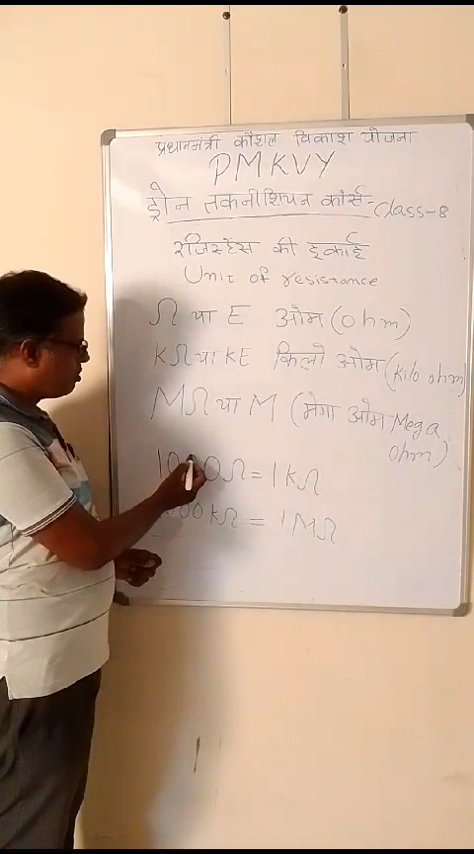 प्रधानमंत्री कौशल विकाश योजना
PMKVY
ड्रोन तकनीशियन कोर्स- Class-8
रजिस्टेंस की इकाई
Unit of resistance
Ω या E ओम (ohm)
KΩ या KE किलो ओम (kilo ohm)
MΩ या M (मेगा ओम Mega ohm)
1000Ω = 1KΩ
000 KΩ = 1MΩ